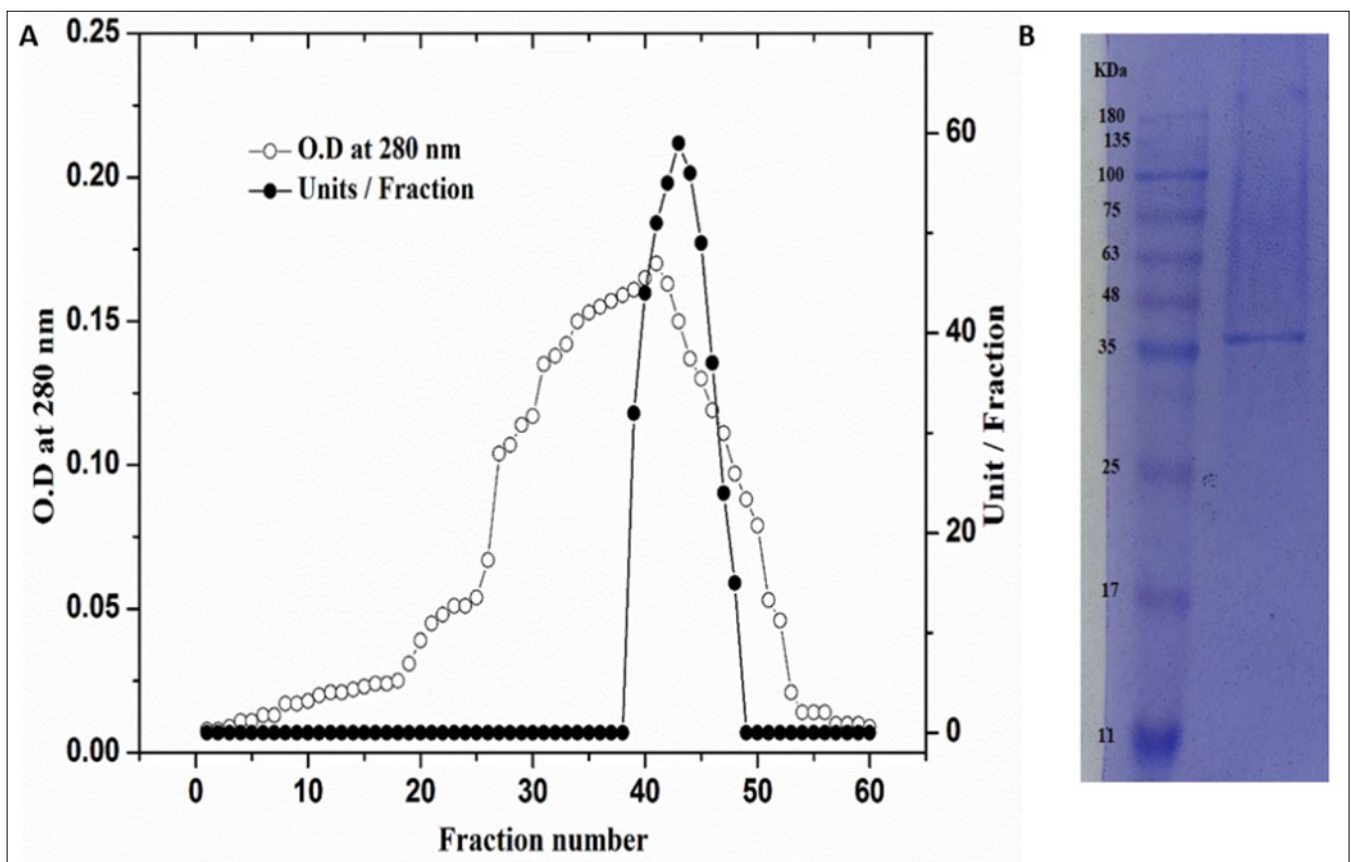 A
0.25
0.20
0.15
0.10
0.05
0.00
O.D at 280 nm
O.D at 280 nm
Units / Fraction
60
40
20
0
Unit / Fraction
0 10 20 30 40 50 60
Fraction number
B
KDa
180
135
100
75
63
48
35
25
17
11